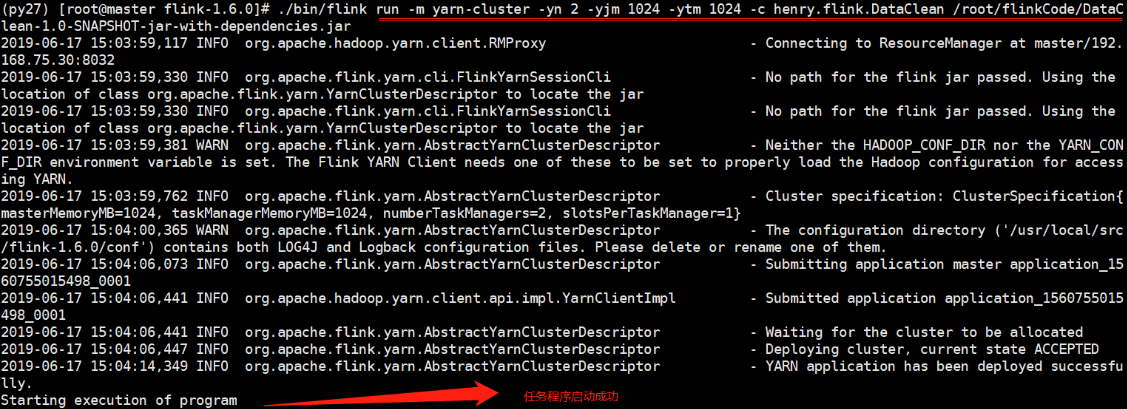 (py27) [root@master flink-1.6.0]# ./bin/flink run -m yarn-cluster -yn 2 -yjm 1024 -ytm 1024 -c henry.flink.DataClean /root/flinkCode/DataC
lean-1.0-SNAPSHOT-jar-with-dependencies.jar
2019-06-17 15:03:59,117 INFO  org.apache.hadoop.yarn.client.RMProxy                         - Connecting to ResourceManager at master/192.
168.75.30:8032
2019-06-17 15:03:59,330 INFO  org.apache.flink.yarn.cli.FlinkYarnSessionCli                 - No path for the flink jar passed. Using the
location of class org.apache.flink.yarn.YarnClusterDescriptor to locate the jar
2019-06-17 15:03:59,330 INFO  org.apache.flink.yarn.cli.FlinkYarnSessionCli                 - No path for the flink jar passed. Using the
location of class org.apache.flink.yarn.YarnClusterDescriptor to locate the jar
2019-06-17 15:03:59,381 WARN  org.apache.flink.yarn.AbstractYarnClusterDescriptor           - Neither the HADOOP_CONF_DIR nor the YARN_CON
F_DIR environment variable is set. The Flink YARN Client needs one of these to be set to properly load the Hadoop configuration for access
ing YARN.
2019-06-17 15:03:59,762 INFO  org.apache.flink.yarn.AbstractYarnClusterDescriptor           - Cluster specification: ClusterSpecification{
masterMemoryMB=1024, taskManagerMemoryMB=1024, numberTaskManagers=2, slotsPerTaskManager=1}
2019-06-17 15:04:00,365 WARN  org.apache.flink.yarn.AbstractYarnClusterDescriptor           - The configuration directory ('/usr/local/src
/flink-1.6.0/conf') contains both LOG4J and Logback configuration files. Please delete or rename one of them.
2019-06-17 15:04:06,073 INFO  org.apache.flink.yarn.AbstractYarnClusterDescriptor           - Submitting application master application_15
60755015498_0001
2019-06-17 15:04:06,441 INFO  org.apache.hadoop.yarn.client.api.impl.YarnClientImpl         - Submitted application application_1560755015
498_0001
2019-06-17 15:04:06,441 INFO  org.apache.flink.yarn.AbstractYarnClusterDescriptor           - Waiting for the cluster to be allocated
2019-06-17 15:04:06,447 INFO  org.apache.flink.yarn.AbstractYarnClusterDescriptor           - Deploying cluster, current state ACCEPTED
2019-06-17 15:04:14,349 INFO  org.apache.flink.yarn.AbstractYarnClusterDescriptor           - YARN application has been deployed successfu
lly.
Starting execution of program 任务程序启动成功